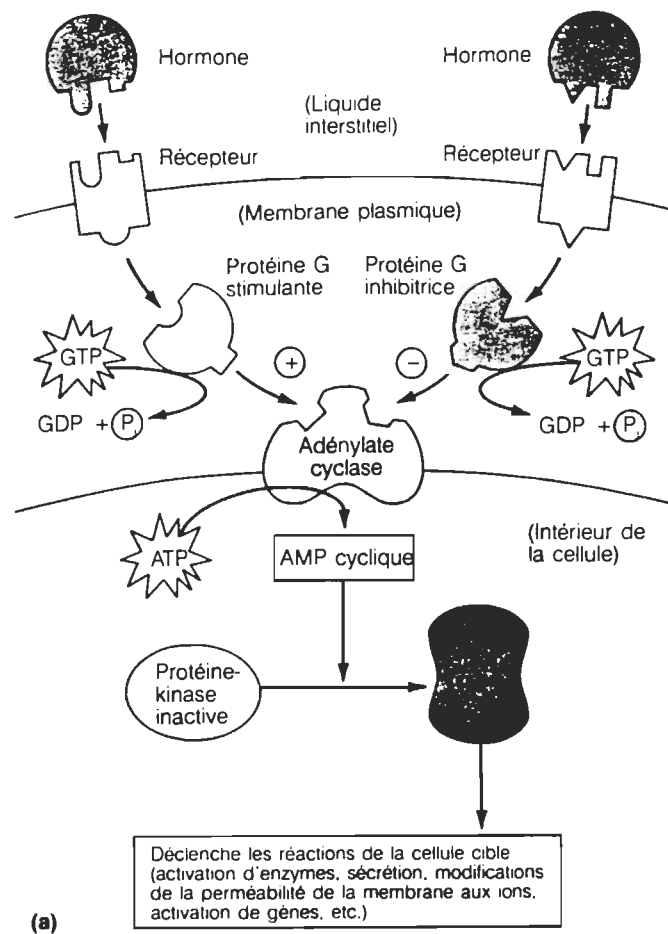 Hormone
Hormone
(Liquide
interstitiel)
Récepteur
Récepteur
(Membrane plasmique)
Protéine G
stimulante
Protéine G
inhibitrice
GTP
GTP
+
−
GDP + Pi
GDP + Pi
Adénylate
cyclase
ATP
AMP cyclique
(Intérieur de
la cellule)
Protéine-
kinase
inactive
Déclenche les réactions de la cellule cible
(activation d'enzymes, sécrétion, modifications
de la perméabilité de la membrane aux ions,
activation de gènes, etc.)
(a)